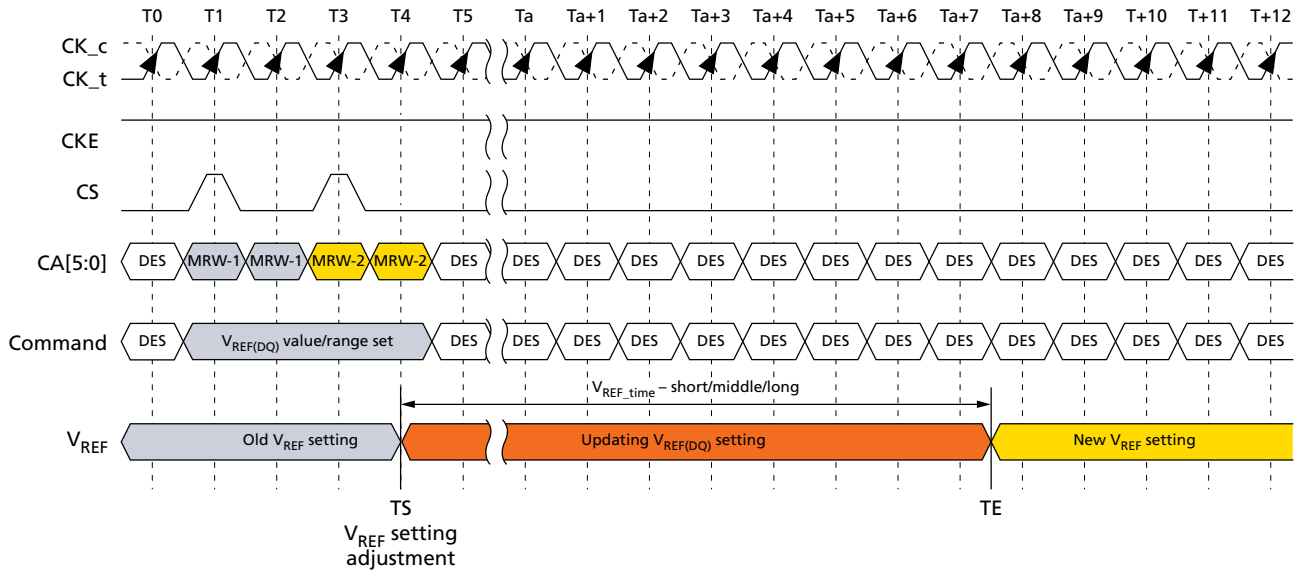 T0 T1 T2 T3 T4 T5 Ta Ta+1 Ta+2 Ta+3 Ta+4 Ta+5 Ta+6 Ta+7 Ta+8 Ta+9 T+10 T+11 T+12
CK_c
CK_t
CKE
CS
CA[5:0] DES MRW-1 MRW-1 MRW-2 MRW-2 DES DES DES DES DES DES DES DES DES DES DES DES DES DES
Command DES VREF(DQ) value/range set DES DES DES DES DES DES DES DES DES DES DES DES DES DES
VREF_time – short/middle/long
VREF Old VREF setting Updating VREF(DQ) setting New VREF setting
TS TE
VREF setting
adjustment